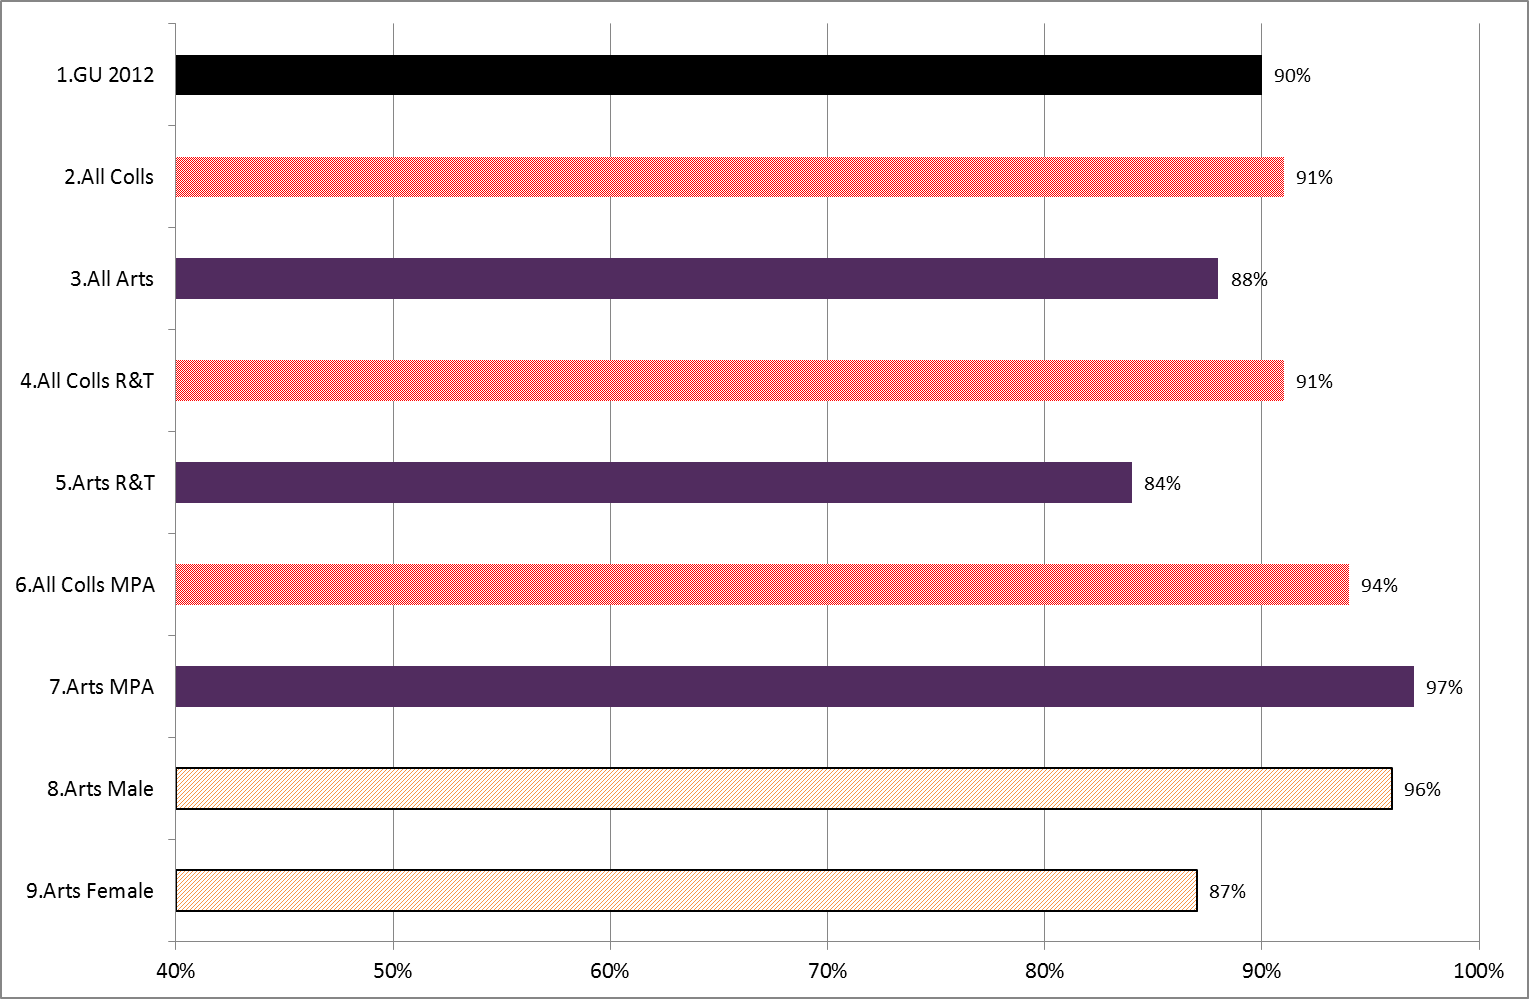 1.GU 2012
90%
2.All Colls
91%
3.All Arts
88%
4.All Colls R&T
91%
5.Arts R&T
84%
6.All Colls MPA
94%
7.Arts MPA
97%
8.Arts Male
96%
9.Arts Female
87%
40% 50% 60% 70% 80% 90% 100%